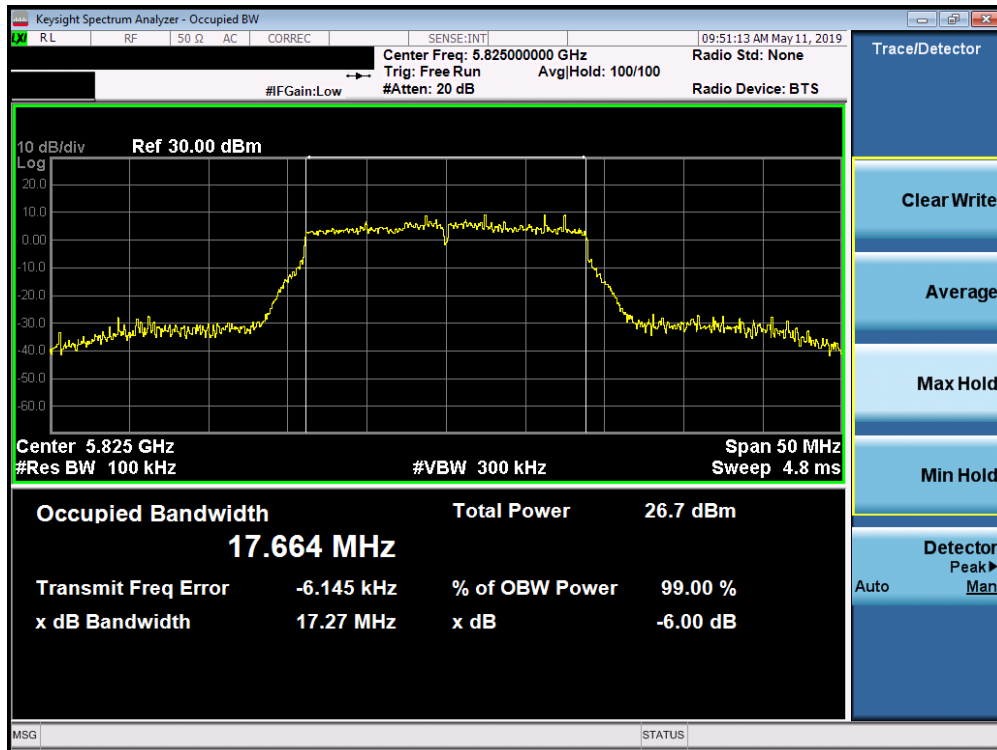 Keysight Spectrum Analyzer - Occupied BW
LXI RL RF 50 Ω AC CORREC SENSE:INT 09:51:13 AM May 11, 2019
Center Freq: 5.825000000 GHz Radio Std: None
Trig: Free Run Avg|Hold: 100/100
#IFGain:Low #Atten: 20 dB Radio Device: BTS
Trace/Detector
10 dB/div Ref 30.00 dBm
Log
20.0
10.0
0.00
-10.0
-20.0
-30.0
-40.0
-50.0
-60.0
Center 5.825 GHz Span 50 MHz
#Res BW 100 kHz #VBW 300 kHz Sweep 4.8 ms
Occupied Bandwidth Total Power 26.7 dBm
17.664 MHz
Transmit Freq Error -6.145 kHz % of OBW Power 99.00 %
x dB Bandwidth 17.27 MHz x dB -6.00 dB
Clear Write
Average
Max Hold
Min Hold
Detector
Peak▶
Auto Man
MSG STATUS